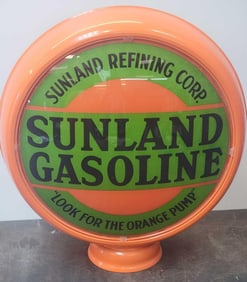 SUNLAND REFINING CORP.
SUNLAND
GASOLINE
"LOOK FOR THE ORANGE PUMP"